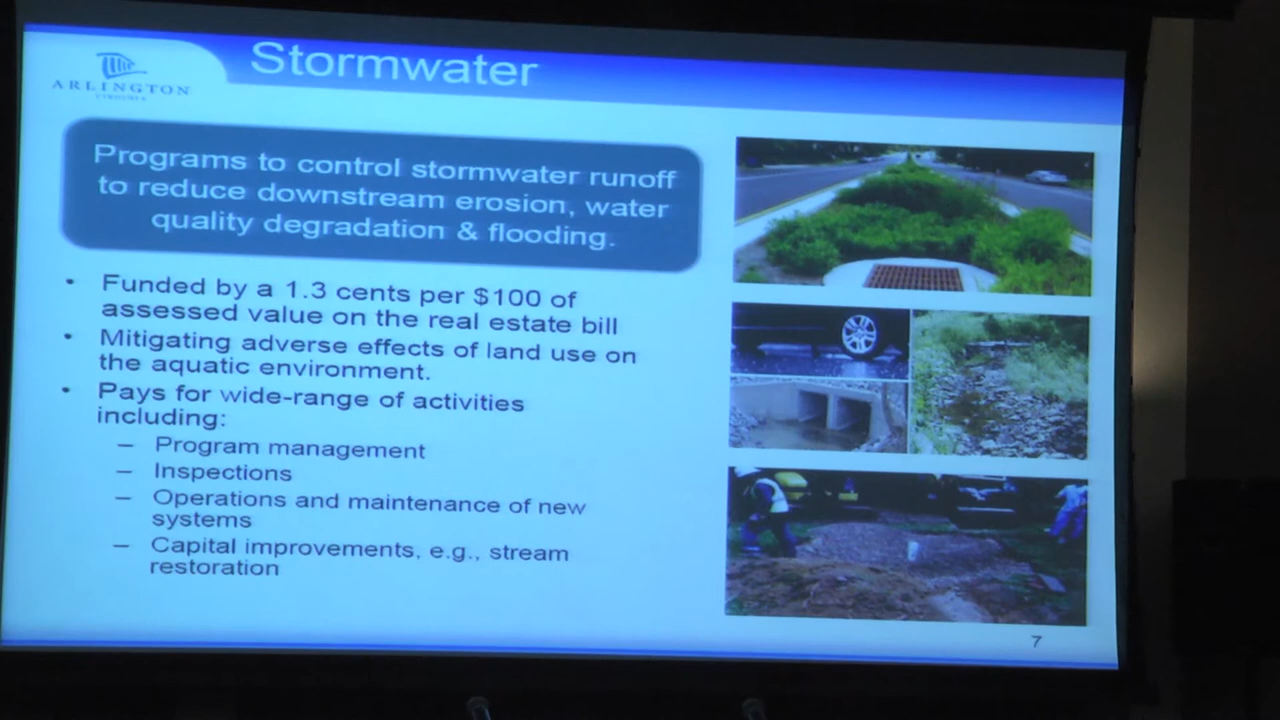 Stormwater
ARLINGTON
VIRGINIA
Programs to control stormwater runoff
to reduce downstream erosion, water
quality degradation & flooding.
• Funded by a 1.3 cents per $100 of
assessed value on the real estate bill
• Mitigating adverse effects of land use on
the aquatic environment.
• Pays for wide-range of activities
including:
– Program management
– Inspections
– Operations and maintenance of new
systems
– Capital improvements, e.g., stream
restoration
7